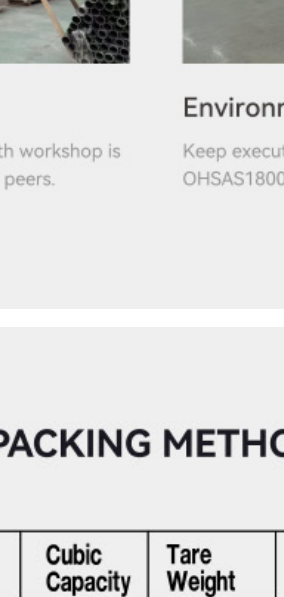 Environ
th workshop is
peers.
Keep execut
OHSAS1800
PACKING METHO
Cubic
Capacity
Tare
Weight